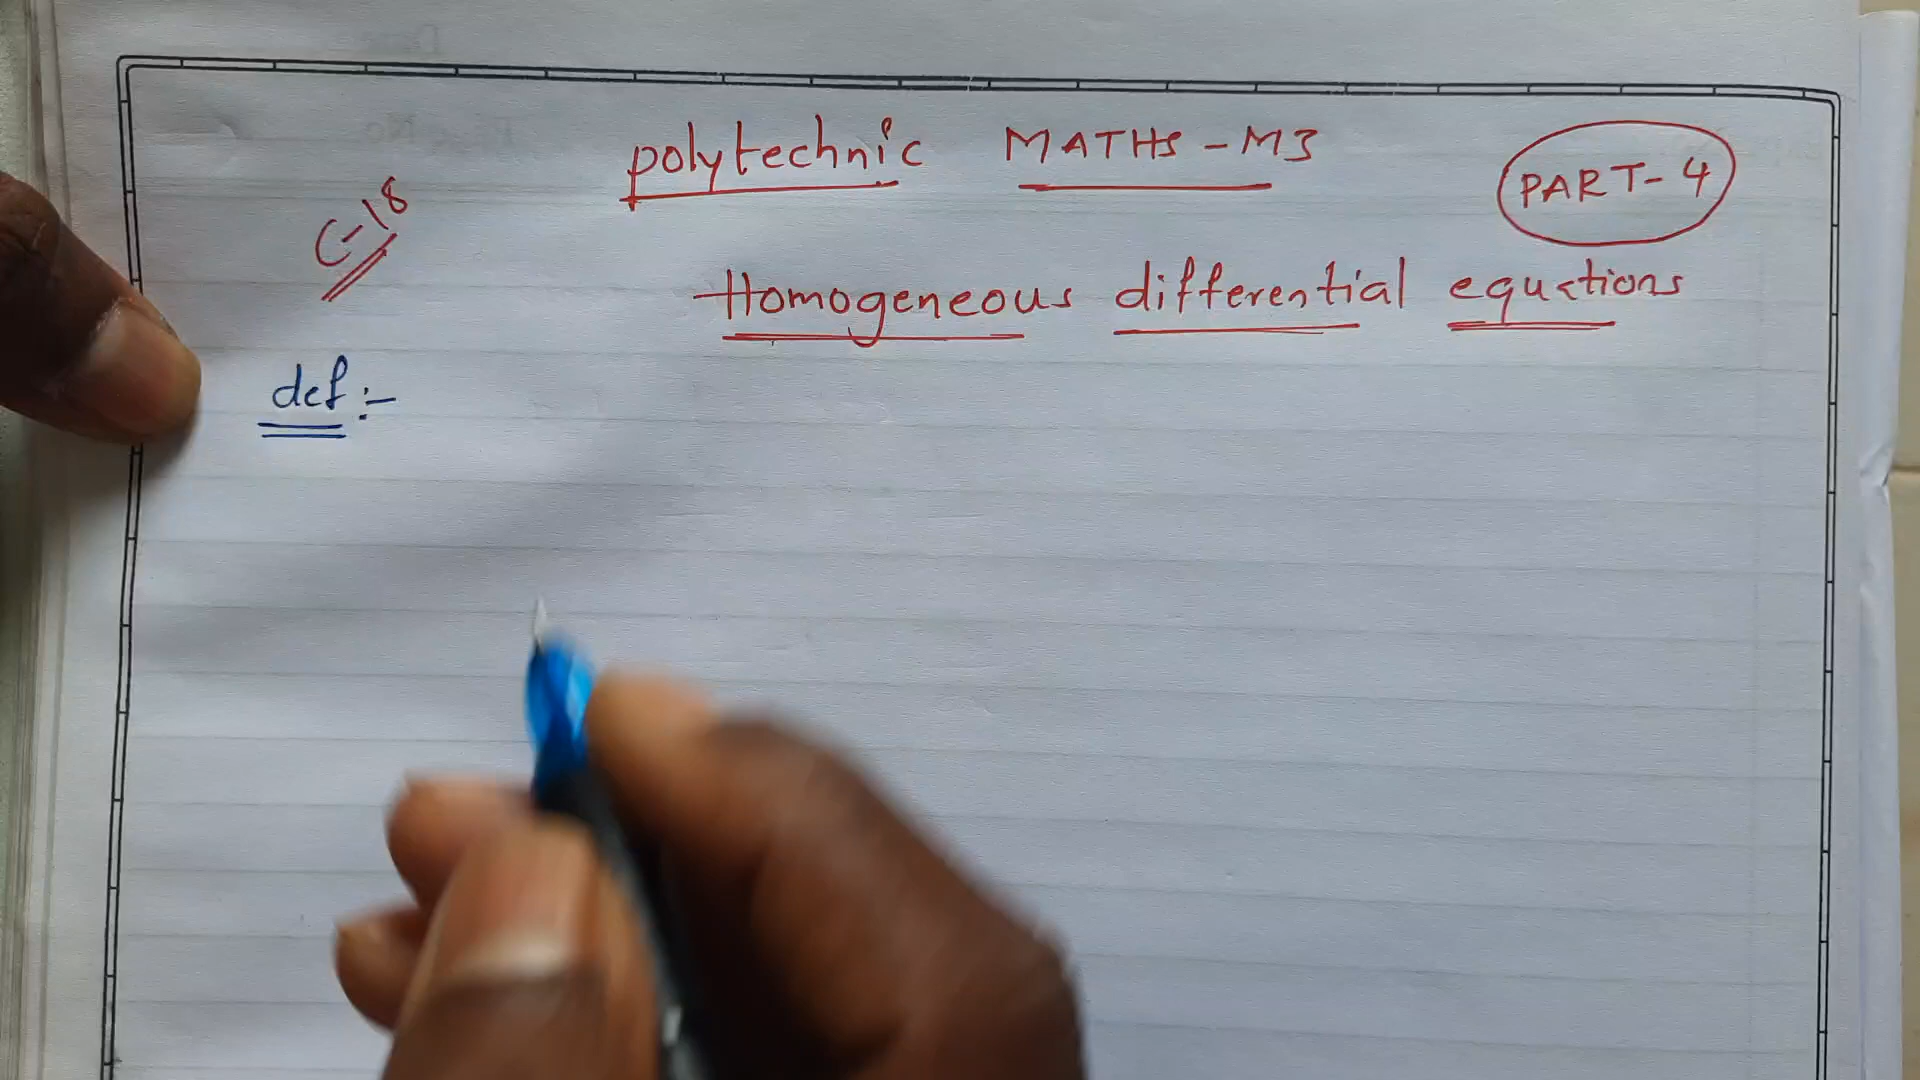 polytechnic MATHS - M3
PART - 4
C-18
Homogeneous differential equations
def :-